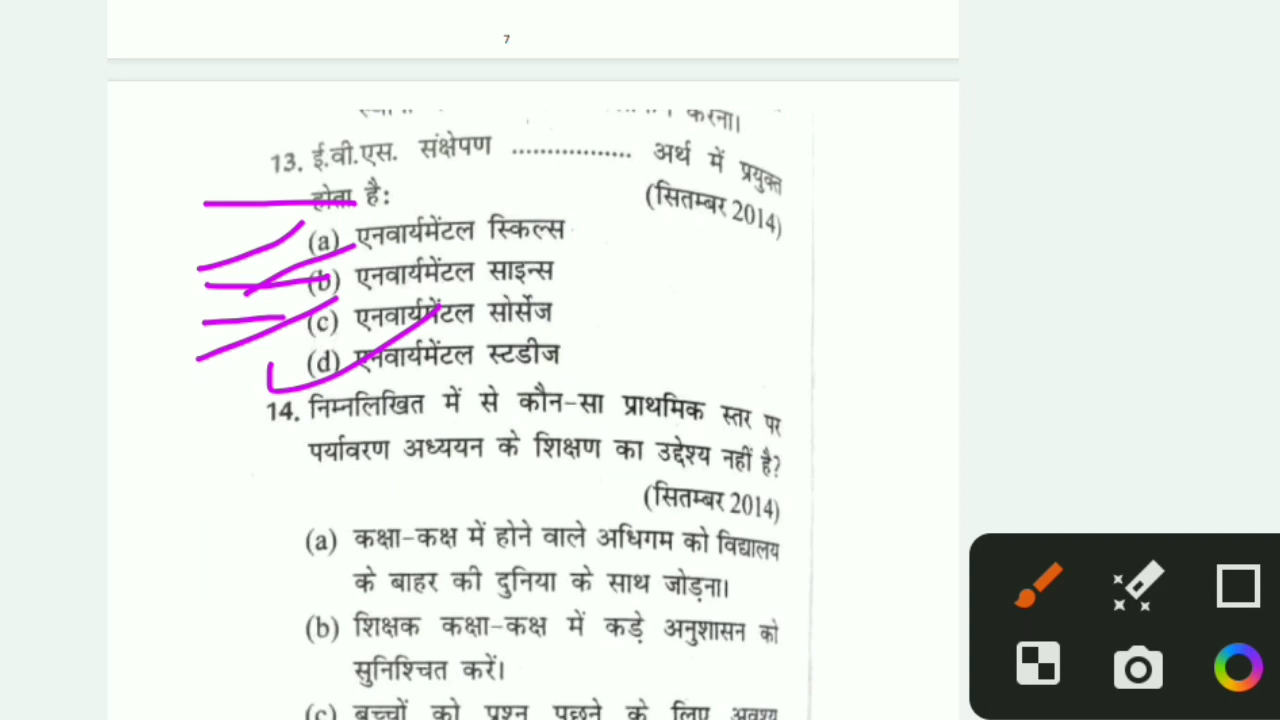 7
करना।
13. ई.वी.एस. संक्षेपण ................. अर्थ में प्रयुक्त
होता है:
(सितम्बर 2014)
(a) एनवार्यमेंटल स्किल्स
(b) एनवार्यमेंटल साइन्स
(c) एनवार्यमेंटल सोर्सेज
(d) एनवार्यमेंटल स्टडीज
14. निम्नलिखित में से कौन-सा प्राथमिक स्तर पर
पर्यावरण अध्ययन के शिक्षण का उद्देश्य नहीं है?
(सितम्बर 2014)
(a) कक्षा-कक्ष में होने वाले अधिगम को विद्यालय
के बाहर की दुनिया के साथ जोड़ना।
(b) शिक्षक कक्षा-कक्ष में कड़े अनुशासन को
सुनिश्चित करें।
(c) बच्चों को प्रश्न पूछने के लिए अवश्य